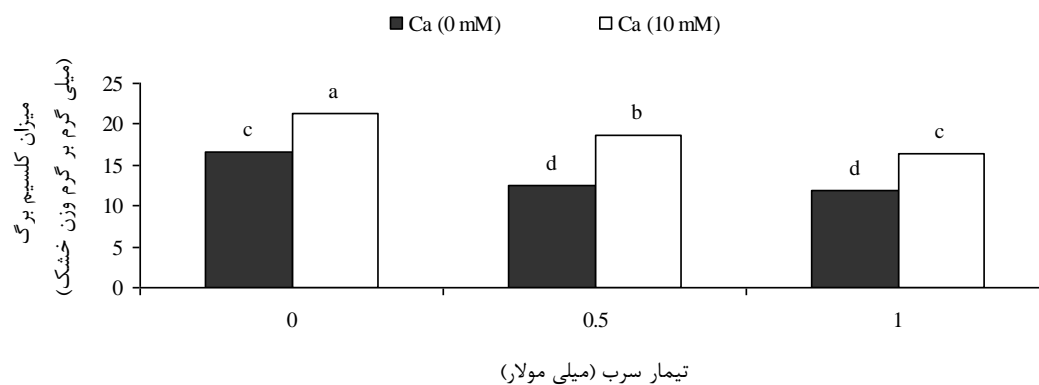 Ca (0 mM) Ca (10 mM)
میزان کلسیم برگ
(میلی گرم بر گرم وزن خشک)
25
20
15
10
5
0
c a
d b
d c
0 0.5 1
تیمار سرب (میلی مولار)